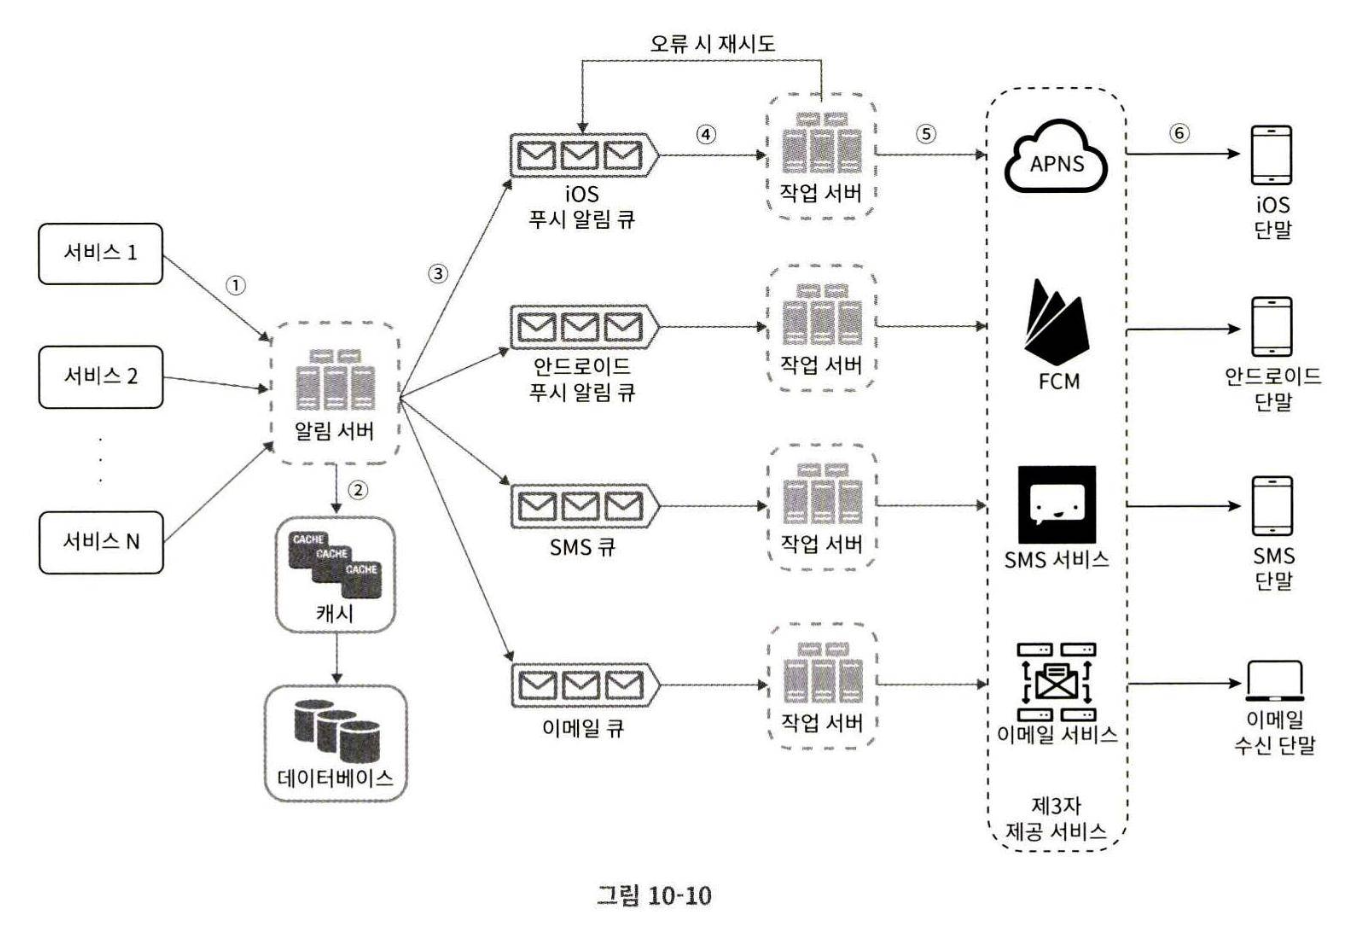 오류 시 재시도
④
⑤
⑥
APNS
iOS
푸시 알림 큐
작업 서버
iOS
단말
서비스 1
①
③
서비스 2
알림 서버
안드로이드
푸시 알림 큐
작업 서버
FCM
안드로이드
단말
서비스 N
②
CACHE
CACHE
CACHE
캐시
SMS 큐
작업 서버
SMS 서비스
SMS
단말
데이터베이스
이메일 큐
작업 서버
이메일 서비스
이메일
수신 단말
제3자
제공 서비스
그림 10-10